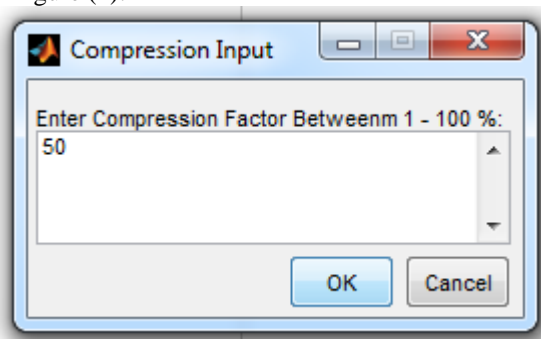 Compression Input
Enter Compression Factor Betweenm 1 - 100 %:
50
OK Cancel